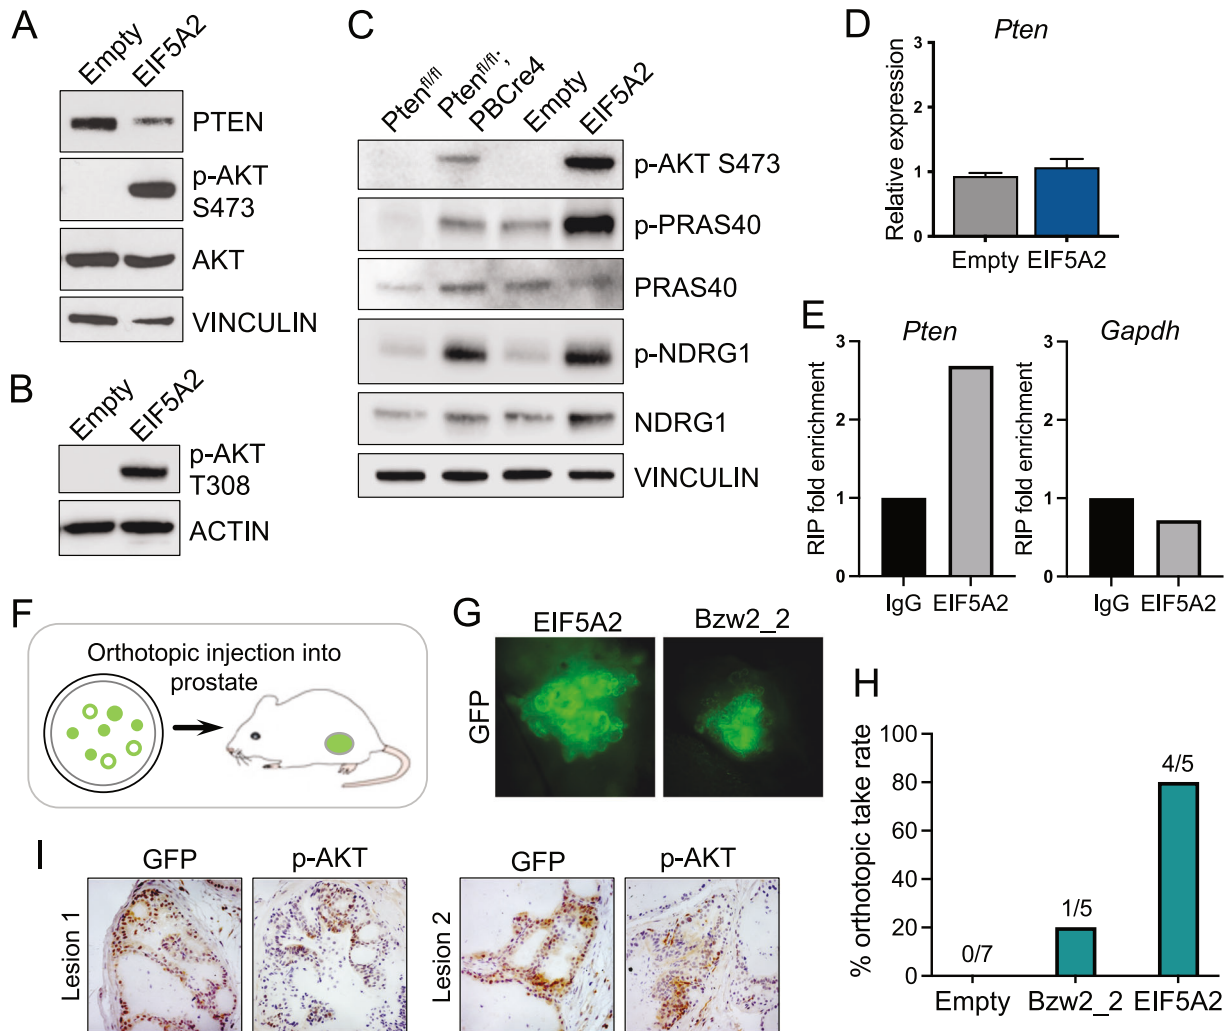 A
Empty
EIF5A2
PTEN
p-AKT
S473
AKT
VINCULIN
B
Empty
EIF5A2
p-AKT
T308
ACTIN
C
Ptenfl/fl
Ptenfl/fl;
PBCre4
Empty
EIF5A2
p-AKT S473
p-PRAS40
PRAS40
p-NDRG1
NDRG1
VINCULIN
D
Pten
Relative expression
3
2
1
0
Empty
EIF5A2
E
Pten
RIP fold enrichment
3
2
1
0
IgG
EIF5A2
Gapdh
RIP fold enrichment
3
2
1
0
IgG
EIF5A2
F
Orthotopic injection into
prostate
G
EIF5A2
Bzw2_2
GFP
H
% orthotopic take rate
100
80
60
40
20
0
0/7
1/5
4/5
Empty
Bzw2_2
EIF5A2
I
GFP
p-AKT
Lesion 1
GFP
p-AKT
Lesion 2